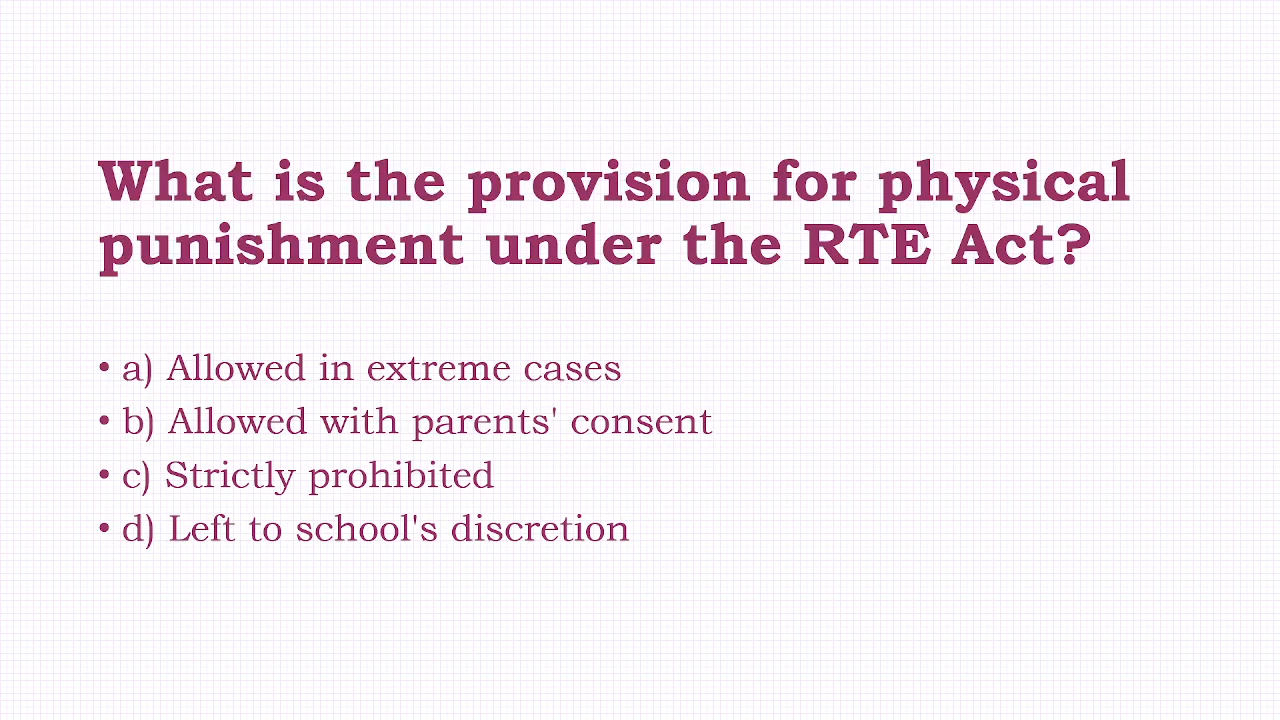 What is the provision for physical
punishment under the RTE Act?
• a) Allowed in extreme cases
• b) Allowed with parents' consent
• c) Strictly prohibited
• d) Left to school's discretion